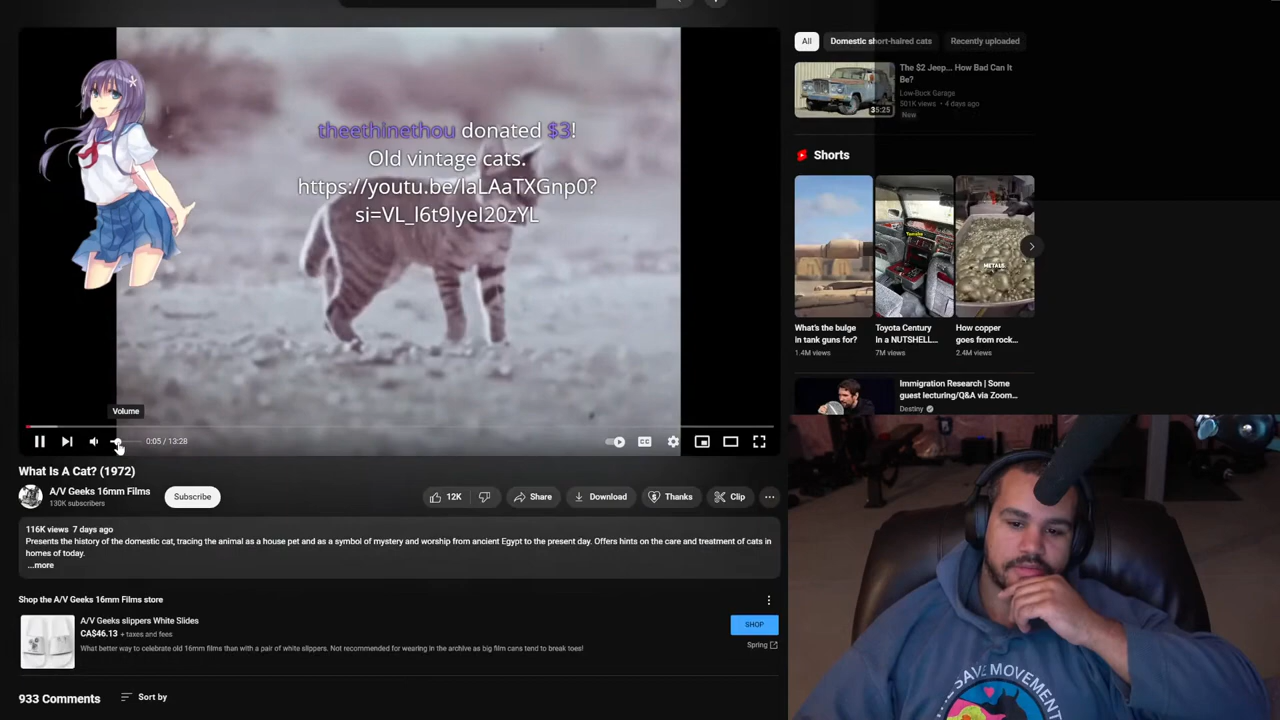 theethinethou donated $3!
Old vintage cats.
https://youtu.be/laLAaTXGnp0?
si=VL_l6t9lyel20zYL
Volume
0:05 / 13:28
What Is A Cat? (1972)
A/V Geeks 16mm Films
130K subscribers
Subscribe
12K
Share
Download
Thanks
Clip
116K views 7 days ago
Presents the history of the domestic cat, tracing the animal as a house pet and as a symbol of mystery and worship from ancient Egypt to the present day. Offers hints on the care and treatment of cats in
homes of today.
...more
Shop the A/V Geeks 16mm Films store
A/V Geeks slippers White Slides
CA$46.13 + taxes and fees
What better way to celebrate old 16mm films than with a pair of white slippers. Not recommended for wearing in the archive as big film cans tend to break toes!
SHOP
Spring
933 Comments
Sort by
All
Domestic short-haired cats
Recently uploaded
The $2 Jeep... How Bad Can It
Be?
Low-Buck Garage
501K views • 4 days ago
New
35:25
Shorts
METALS
What's the bulge
in tank guns for?
1.4M views
Toyota Century
In a NUTSHELL...
7M views
How copper
goes from rock...
2.4M views
Immigration Research | Some
guest lecturing/Q&A via Zoom...
Destiny
SAVE MOVEMENT